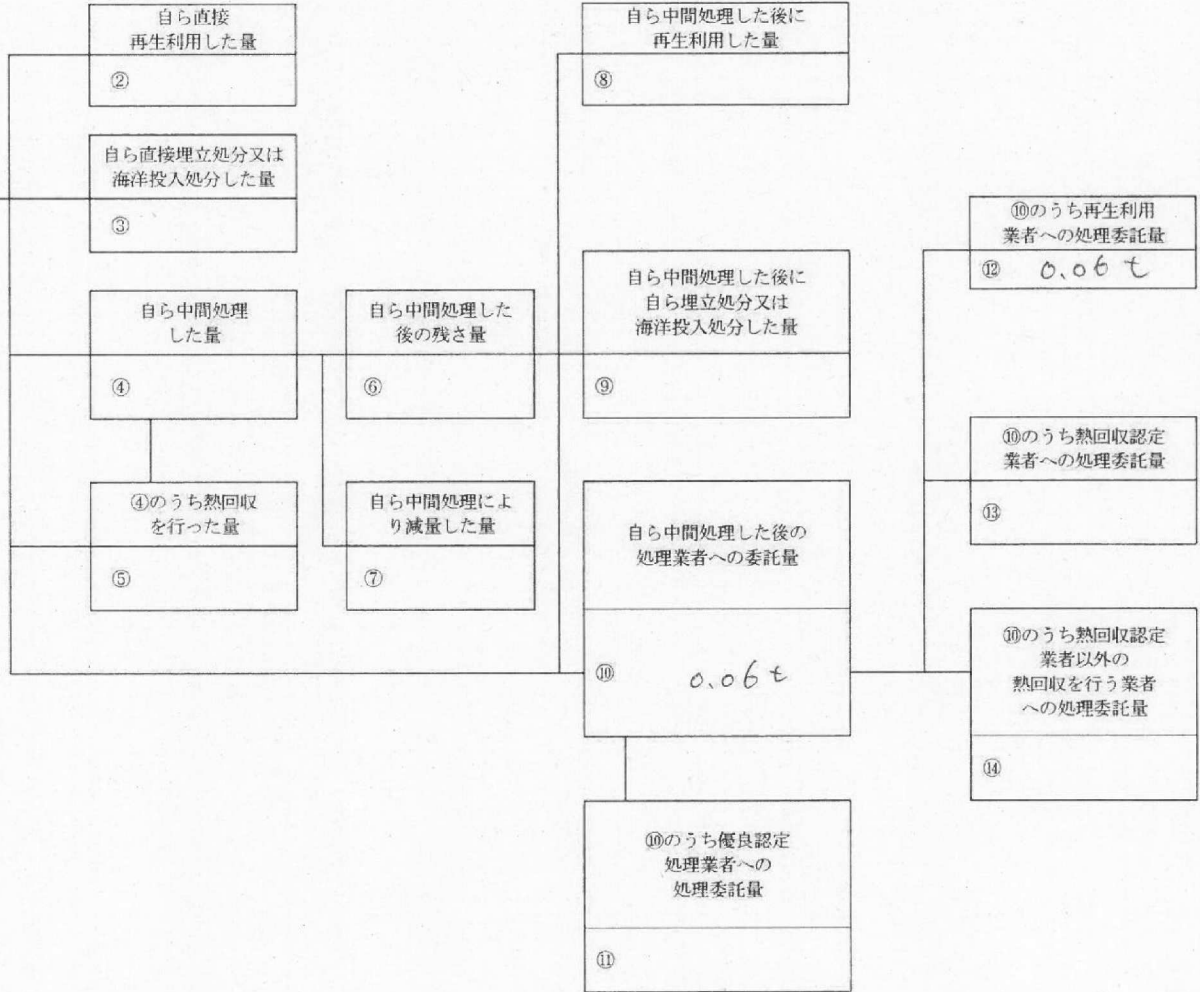 自ら直接
再生利用した量
②
自ら直接埋立処分又は
海洋投入処分した量
③
自ら中間処理
した量
④
④のうち熱回収
を行った量
⑤
自ら中間処理した
後の残さ量
⑥
自ら中間処理によ
り減量した量
⑦
自ら中間処理した後に
再生利用した量
⑧
自ら中間処理した後に
自ら埋立処分又は
海洋投入処分した量
⑨
自ら中間処理した後の
処理業者への委託量
⑩ 0.06 t
⑩のうち優良認定
処理業者への
処理委託量
⑪
⑩のうち再生利用
業者への処理委託量
⑫ 0.06 t
⑩のうち熱回収認定
業者への処理委託量
⑬
⑩のうち熱回収認定
業者以外の
熱回収を行う業者
への処理委託量
⑭